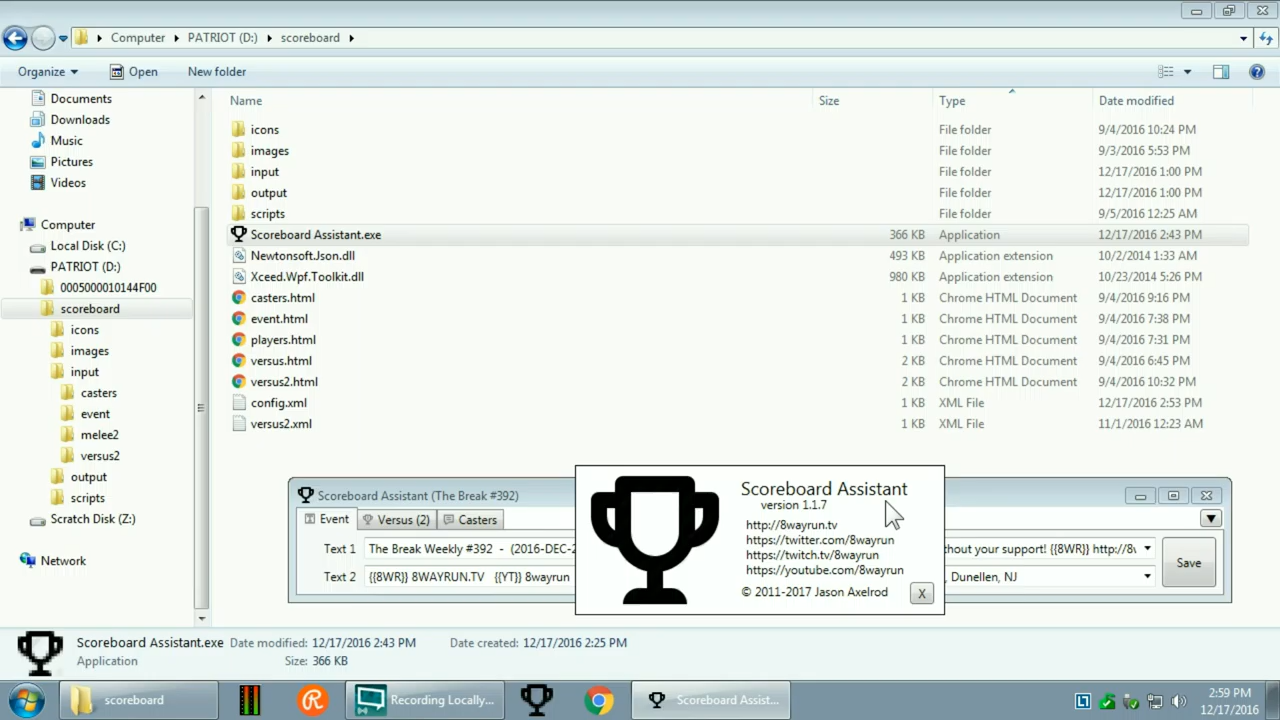 Computer PATRIOT (D:) scoreboard
Organize Open New folder
Documents
Downloads
Music
Pictures
Videos
Computer
Local Disk (C:)
PATRIOT (D:)
0005000010144F00
scoreboard
icons
images
input
casters
event
melee2
versus2
output
scripts
Scratch Disk (Z:)
Network
Name Size Type Date modified
icons File folder 9/4/2016 10:24 PM
images File folder 9/3/2016 5:53 PM
input File folder 12/17/2016 1:00 PM
output File folder 12/17/2016 1:00 PM
scripts File folder 9/5/2016 12:25 AM
Scoreboard Assistant.exe 366 KB Application 12/17/2016 2:43 PM
Newtonsoft.Json.dll 493 KB Application extension 10/2/2014 1:33 AM
Xceed.Wpf.Toolkit.dll 980 KB Application extension 10/23/2014 5:26 PM
casters.html 1 KB Chrome HTML Document 9/4/2016 9:16 PM
event.html 1 KB Chrome HTML Document 9/4/2016 7:38 PM
players.html 1 KB Chrome HTML Document 9/4/2016 7:31 PM
versus.html 2 KB Chrome HTML Document 9/4/2016 6:45 PM
versus2.html 2 KB Chrome HTML Document 9/4/2016 10:32 PM
config.xml 1 KB XML File 12/17/2016 2:53 PM
versus2.xml 1 KB XML File 11/1/2016 12:23 AM
Scoreboard Assistant (The Break #392)
Event Versus (2) Casters
Text 1 The Break Weekly #392 - (2016-DEC-2
Text 2 {{8WR}} 8WAYRUN.TV {{YT}} 8wayrun
thout your support! {{8WR}} http://8
, Dunellen, NJ
Save
Scoreboard Assistant
version 1.1.7
http://8wayrun.tv
https://twitter.com/8wayrun
https://twitch.tv/8wayrun
https://youtube.com/8wayrun
© 2011-2017 Jason Axelrod
X
Scoreboard Assistant.exe Date modified: 12/17/2016 2:43 PM Date created: 12/17/2016 2:25 PM
Application Size: 366 KB
scoreboard Recording Locally... Scoreboard Assist...
2:59 PM
12/17/2016